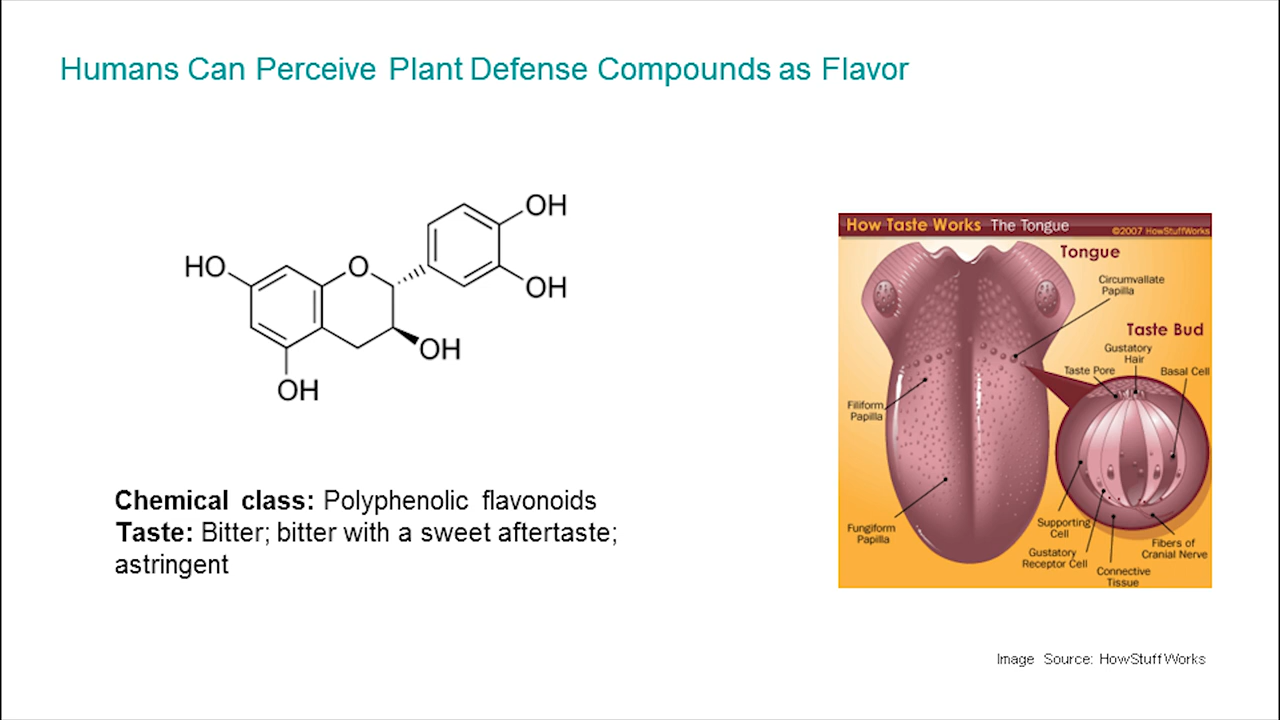 Humans Can Perceive Plant Defense Compounds as Flavor
OH
HO
O
OH
OH
OH
Chemical class: Polyphenolic flavonoids
Taste: Bitter; bitter with a sweet aftertaste;
astringent
How Taste Works The Tongue
©2007 HowStuffWorks
Tongue
Circumvallate
Papilla
Taste Bud
Gustatory
Hair
Taste Pore
Basal Cell
Filiform
Papilla
Fungiform
Papilla
Supporting
Cell
Gustatory
Receptor Cell
Connective
Tissue
Fibers of
Cranial Nerve
Image Source: HowStuffWorks